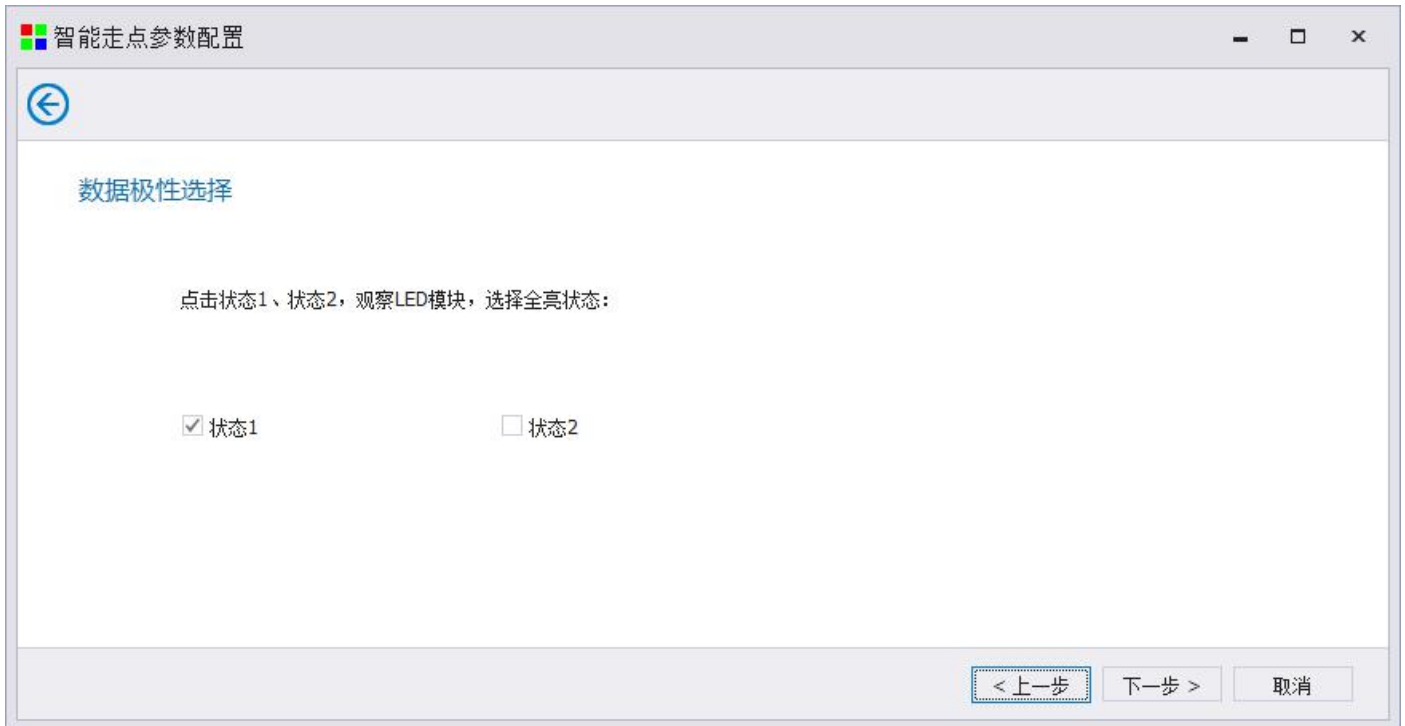 智能走点参数配置
数据极性选择
点击状态1、状态2，观察LED模块，选择全亮状态：
状态1 状态2
< 上一步 下一步 > 取消